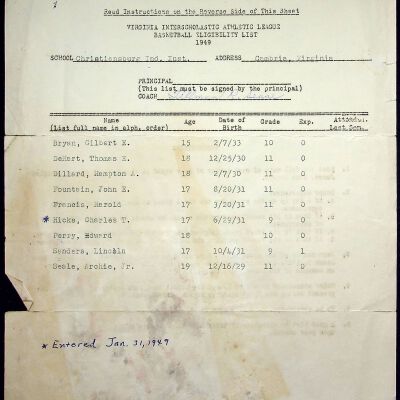 Read Instructions on the Reverse Side of This Sheet
VIRGINIA INTERSCHOLASTIC ATHLETIC LEAGUE
BASKETBALL ELIGIBILITY LIST
1949
SCHOOL Christiansburg Ind. Inst. ADDRESS Cambria, Virginia
PRINCIPAL
(This list must be signed by the principal)
COACH
Name Age Date of Birth Grade Exp. Attend. Last Sem.
(List full name in alph. order)
Bryan, Gilbert E. 15 2/7/33 10 0
DeHart, Thomas E. 18 12/25/30 11 0
Dillard, Hampton A. 18 2/7/30 11 0
Fountain, John E. 17 8/20/31 11 0
Francis, Harold 17 3/20/31 11 0
* Hicks, Charles T. 17 6/29/31 9 0
Perry, Edward 18 10 0
Sanders, Lincoln 17 10/4/31 9 1
Seale, Archie, Jr. 19 12/16/29 11 0
* Entered Jan. 31, 1949